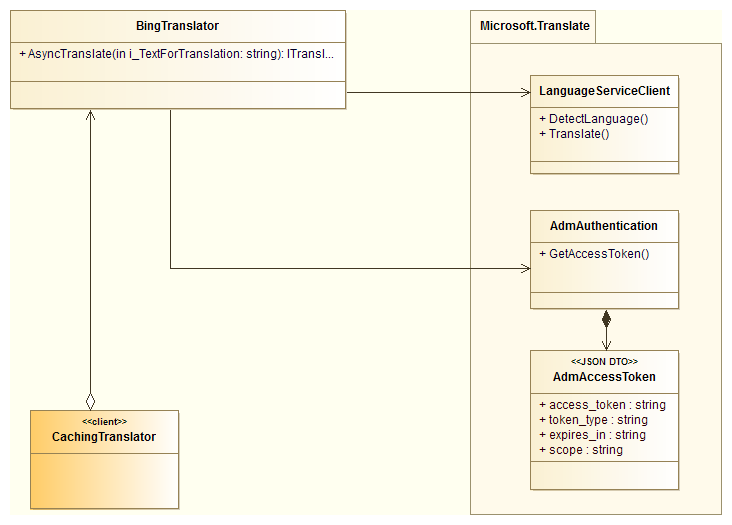 BingTranslator
+ AsyncTranslate(in i_TextForTranslation: string): ITransl...
Microsoft.Translate
LanguageServiceClient
+ DetectLanguage()
+ Translate()
AdmAuthentication
+ GetAccessToken()
<<JSON DTO>>
AdmAccessToken
+ access_token : string
+ token_type : string
+ expires_in : string
+ scope : string
<<client>>
CachingTranslator